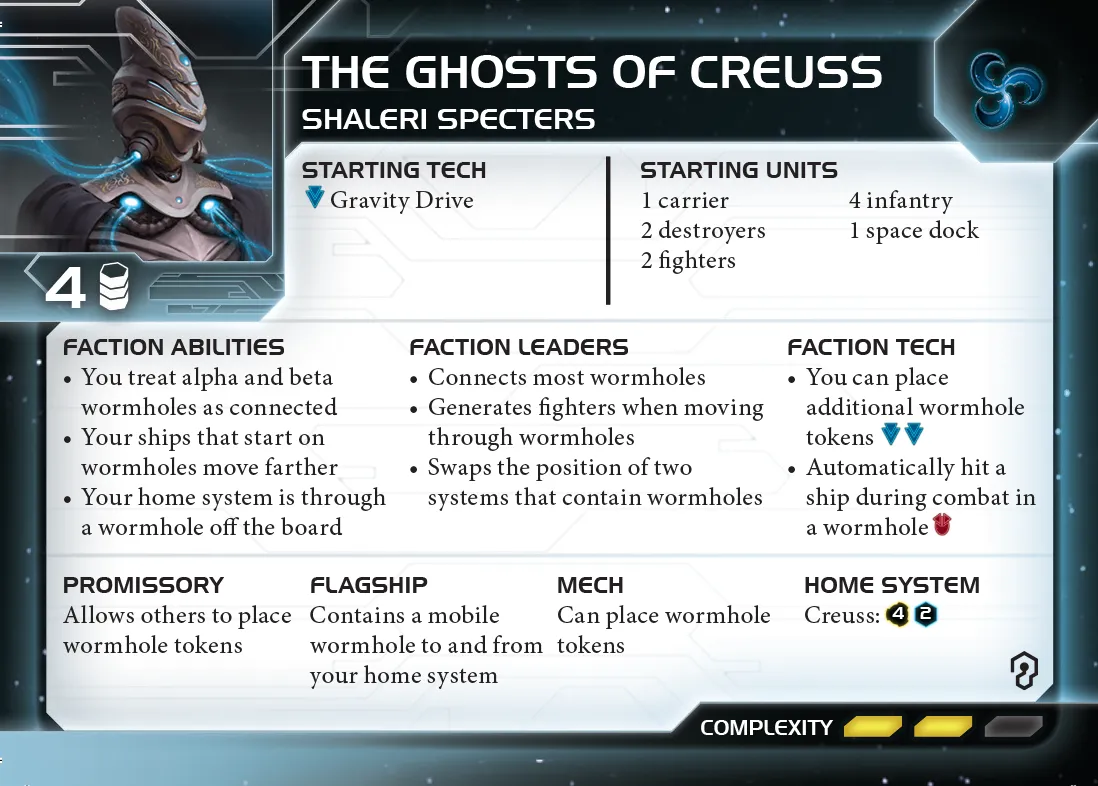 THE GHOSTS OF CREUSS
SHALERI SPECTERS
4
STARTING TECH
Gravity Drive
STARTING UNITS
1 carrier
2 destroyers
2 fighters
4 infantry
1 space dock
FACTION ABILITIES
• You treat alpha and beta
wormholes as connected
• Your ships that start on
wormholes move farther
• Your home system is through
a wormhole off the board
FACTION LEADERS
• Connects most wormholes
• Generates fighters when moving
through wormholes
• Swaps the position of two
systems that contain wormholes
FACTION TECH
• You can place
additional wormhole
tokens
• Automatically hit a
ship during combat in
a wormhole
PROMISSORY
Allows others to place
wormhole tokens
FLAGSHIP
Contains a mobile
wormhole to and from
your home system
MECH
Can place wormhole
tokens
HOME SYSTEM
Creuss: 4 2
COMPLEXITY